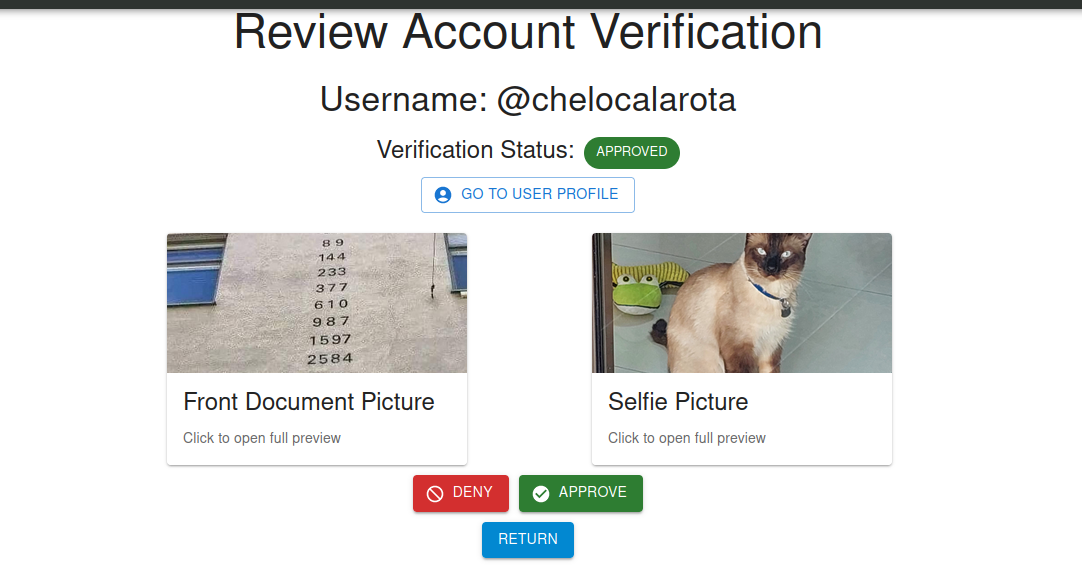 Review Account Verification
Username: @chelocalarota
Verification Status: APPROVED
GO TO USER PROFILE
89
144
233
377
610
987
1597
2584
Front Document Picture
Click to open full preview
Selfie Picture
Click to open full preview
DENY
APPROVE
RETURN